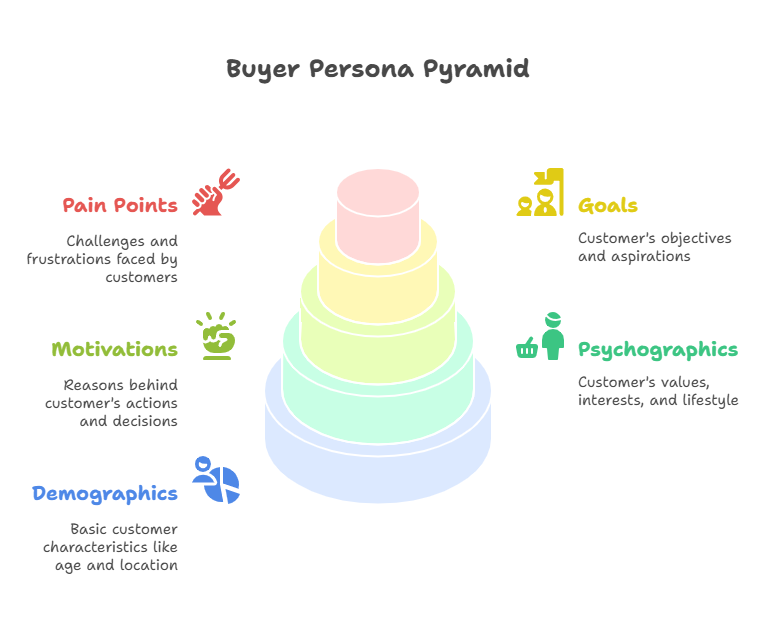 Buyer Persona Pyramid
Pain Points
Challenges and
frustrations faced by
customers
Goals
Customer's objectives
and aspirations
Motivations
Reasons behind
customer's actions
and decisions
Psychographics
Customer's values,
interests, and lifestyle
Demographics
Basic customer
characteristics like
age and location